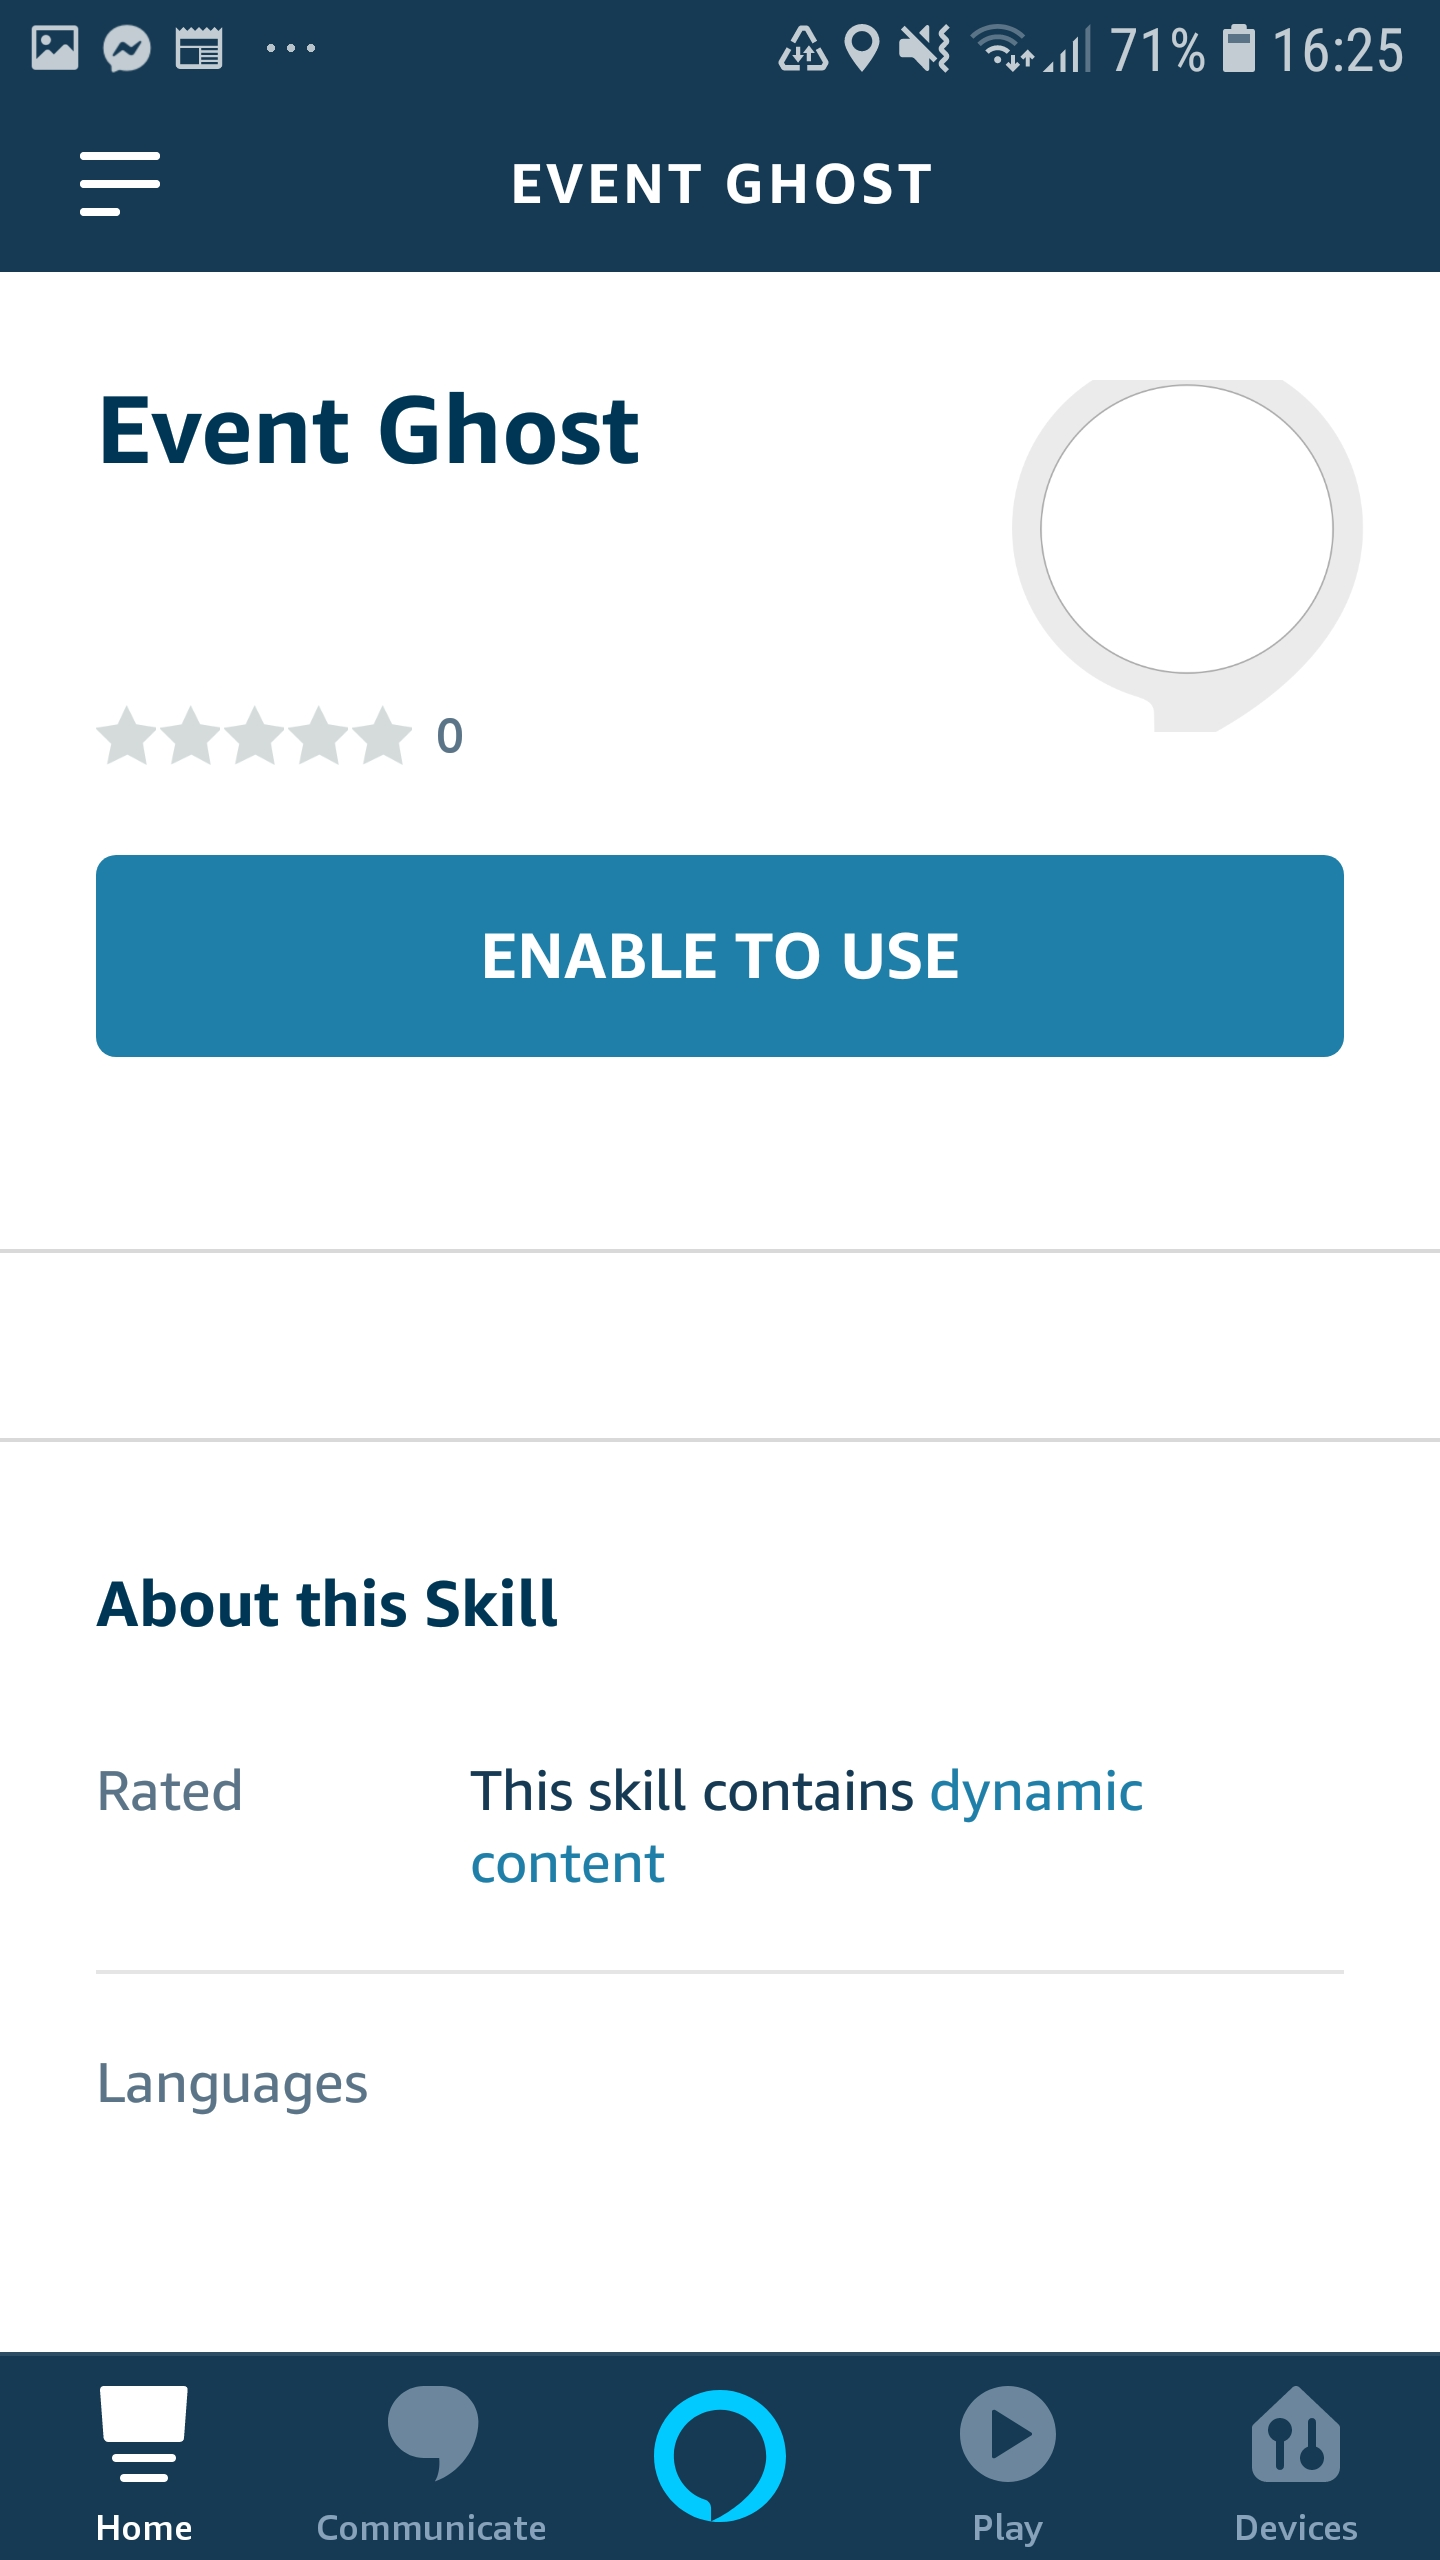 71% 16:25
EVENT GHOST
Event Ghost
0
ENABLE TO USE
About this Skill
Rated This skill contains dynamic
content
Languages
Home Communicate Play Devices